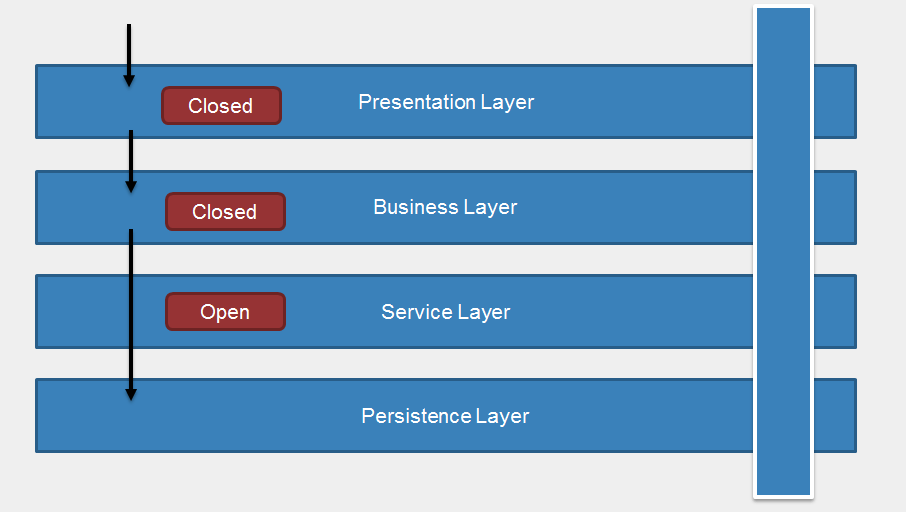 Closed
Presentation Layer
Closed
Business Layer
Open
Service Layer
Persistence Layer